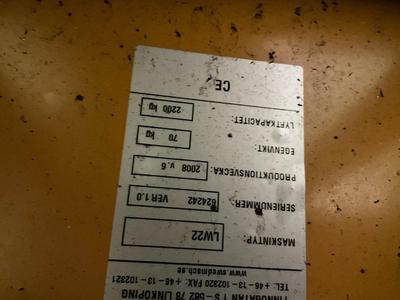 FINNÖGATAN 1 S-582 78 LINKÖPING
TEL +46-13-102320 FAX +46-13-102321
www.swedmach.se
MASKINTYP: LW22
SERIENUMMER: 624242 VER 1.0
PRODUKTIONSVECKA: 2008 v.6
EGENVIKT: 70 kg
LYFTKAPACITET: 2200 kg
CE